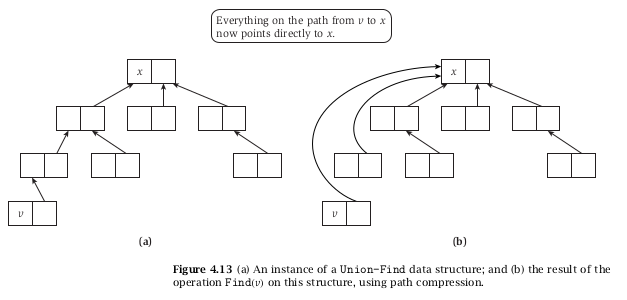 Everything on the path from v to x
now points directly to x.
x
x
v
v
(a)
(b)
Figure 4.13 (a) An instance of a Union-Find data structure; and (b) the result of the
operation Find(v) on this structure, using path compression.